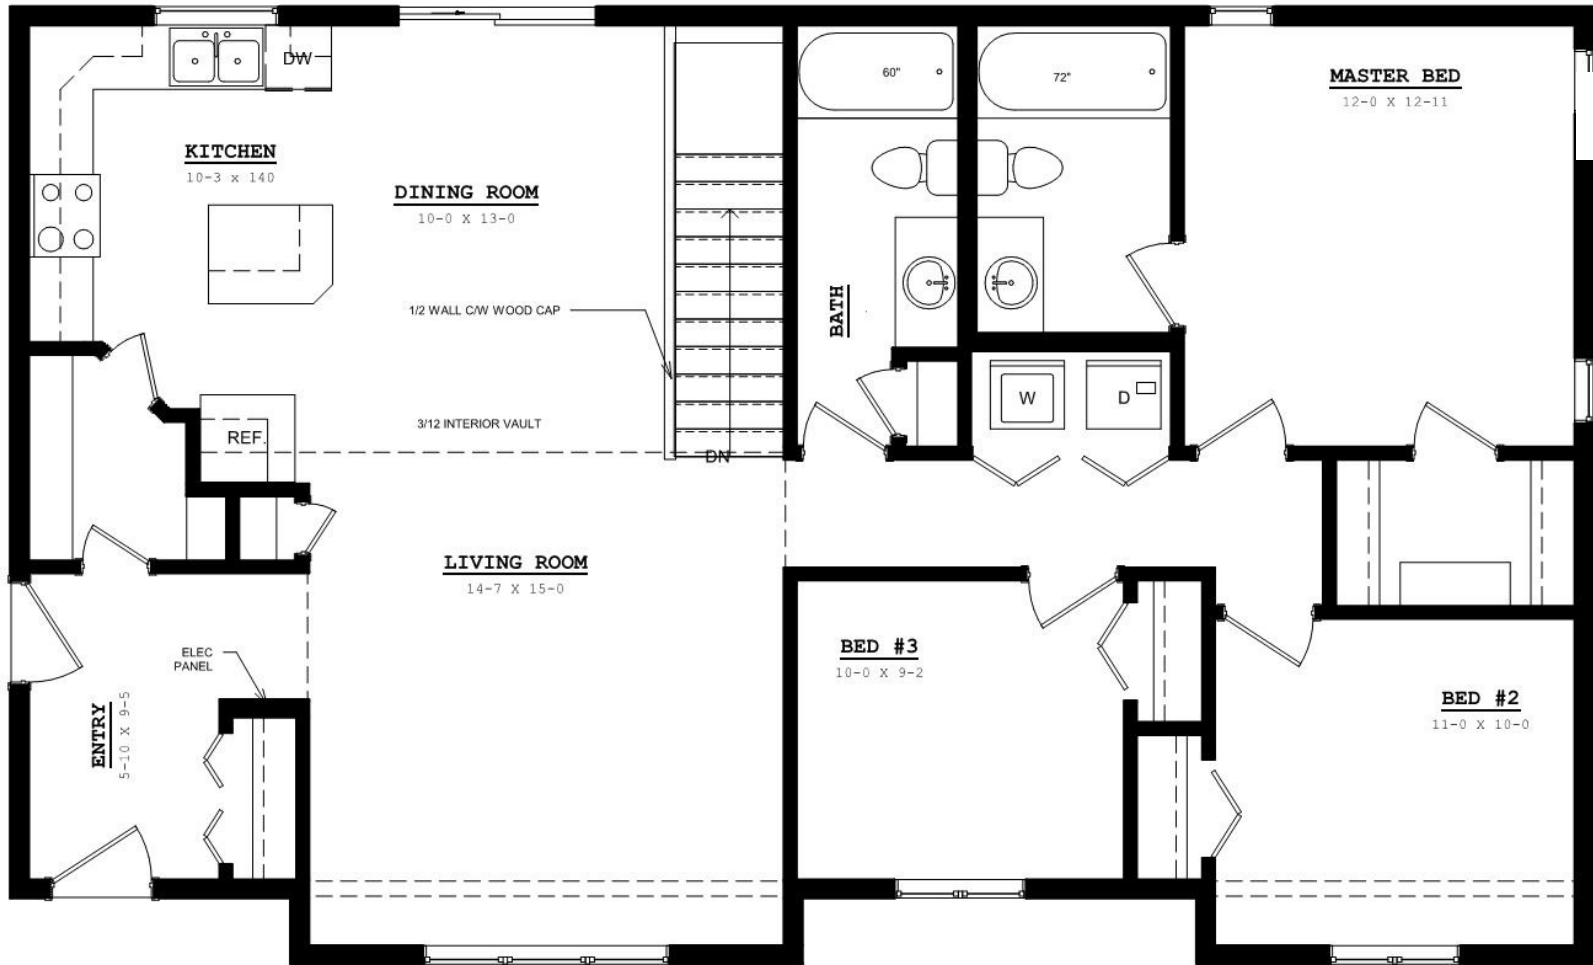 DW
60"
72"
MASTER BED
12-0 X 12-11
KITCHEN
10-3 x 140
DINING ROOM
10-0 X 13-0
1/2 WALL C/W WOOD CAP
BATH
W
D
3/12 INTERIOR VAULT
REF.
DN
LIVING ROOM
14-7 X 15-0
ELEC
PANEL
BED #3
10-0 X 9-2
ENTRY
5-10 X 9-5
BED #2
11-0 X 10-0